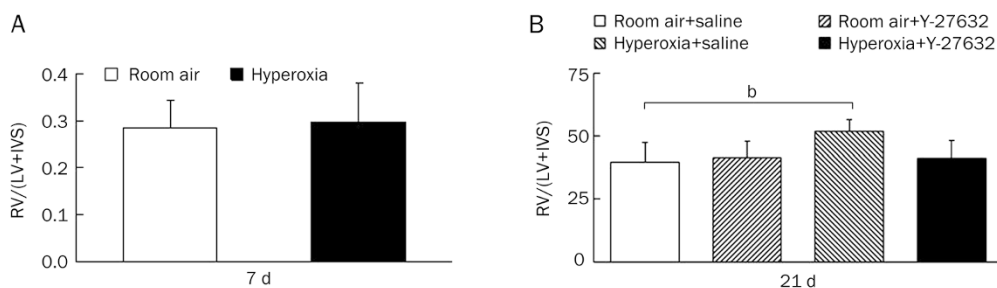 A
Room air Hyperoxia
0.4
0.3
0.2
0.1
0.0
RV/(LV+IVS)
7 d
B
Room air+saline Room air+Y-27632
Hyperoxia+saline Hyperoxia+Y-27632
75
50
25
0
RV/(LV+IVS)
b
21 d